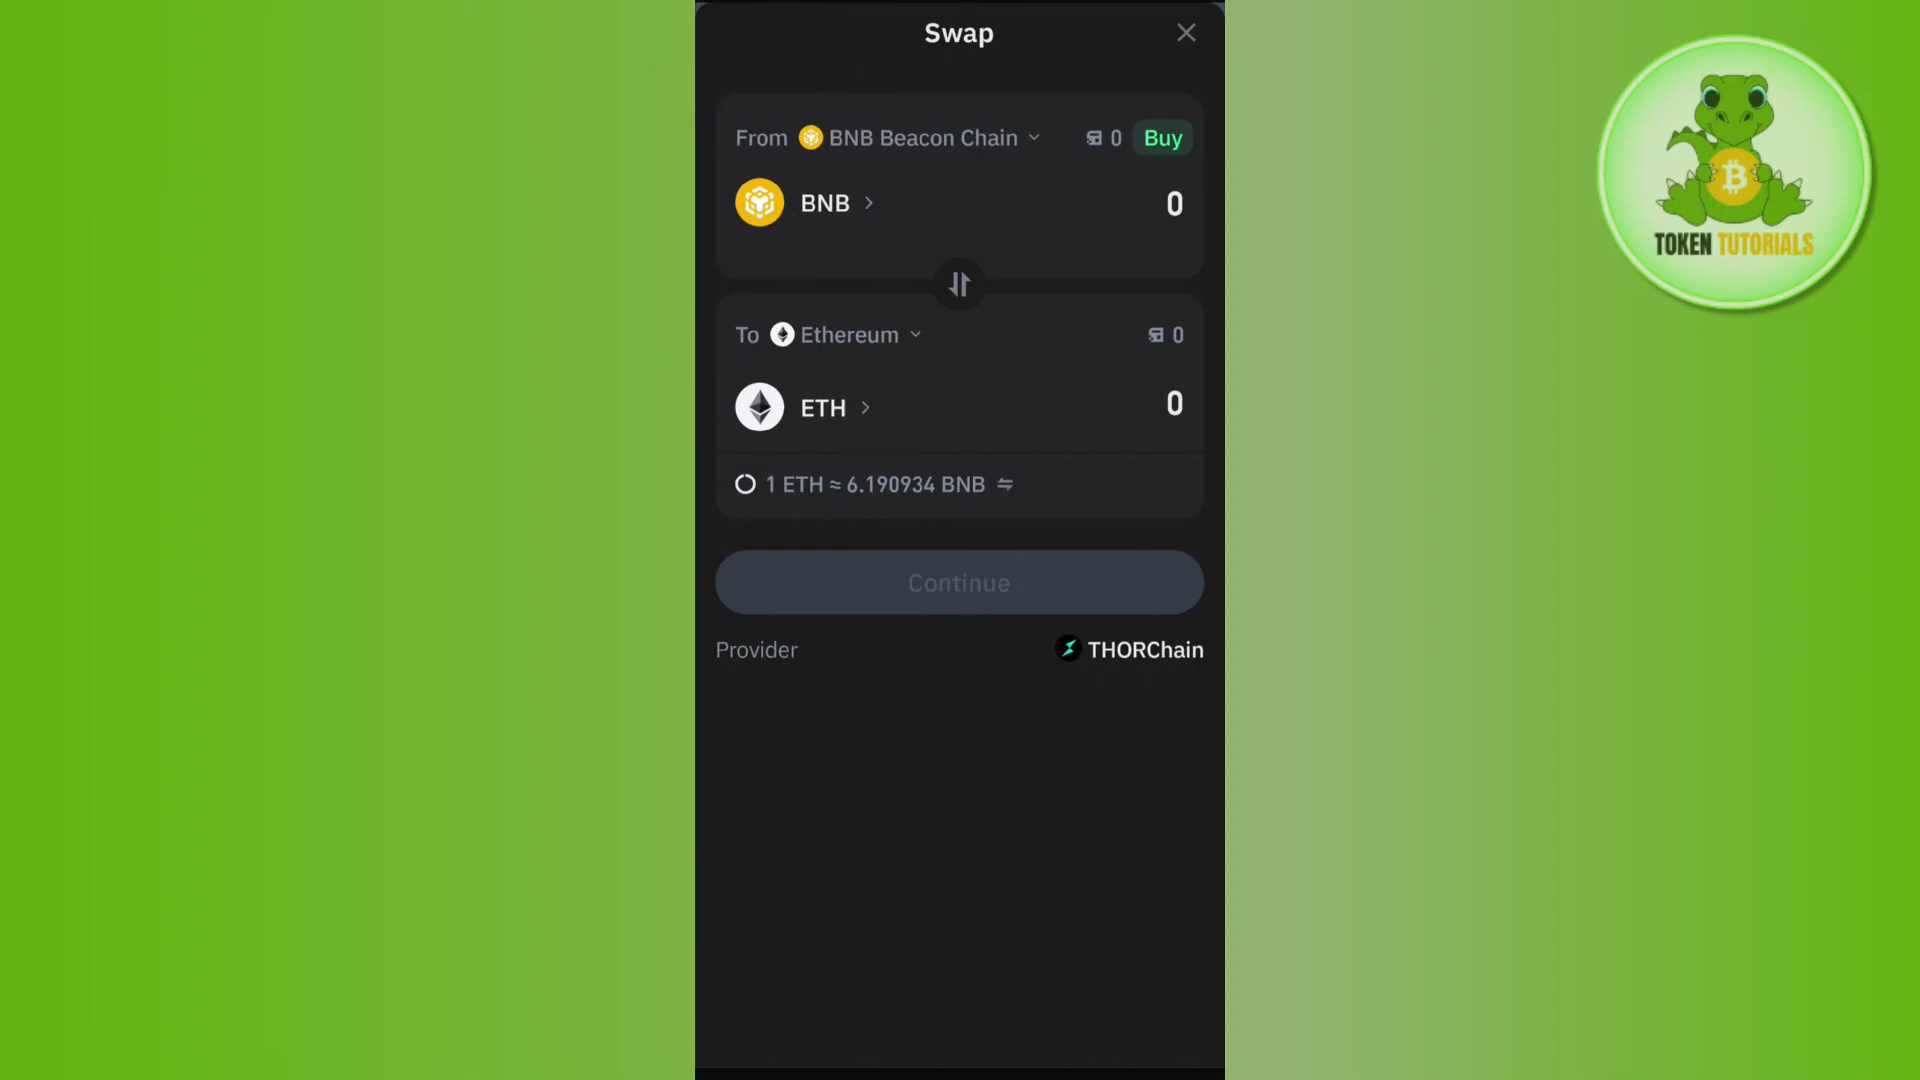 Swap
From BNB Beacon Chain 0 Buy
BNB 0
To Ethereum 0
ETH 0
1 ETH ≈ 6.190934 BNB
Continue
Provider THORChain
TOKEN TUTORIALS